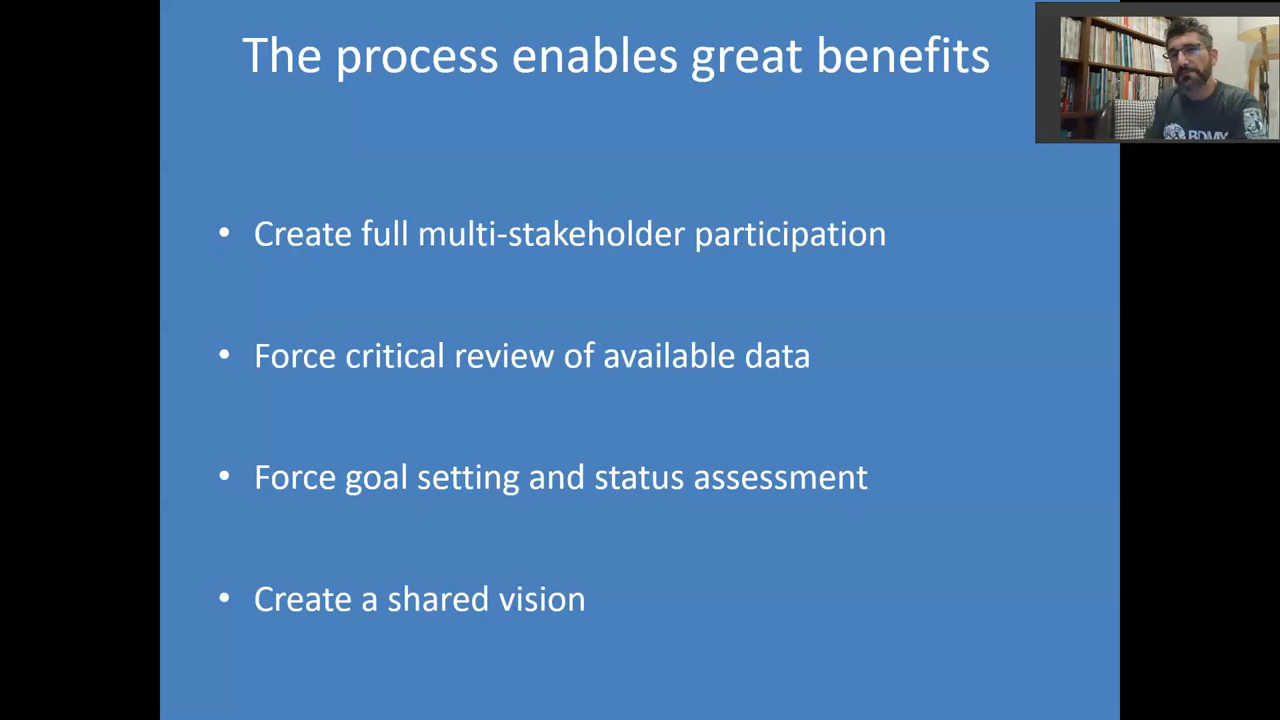 The process enables great benefits
• Create full multi-stakeholder participation
• Force critical review of available data
• Force goal setting and status assessment
• Create a shared vision
BDMY